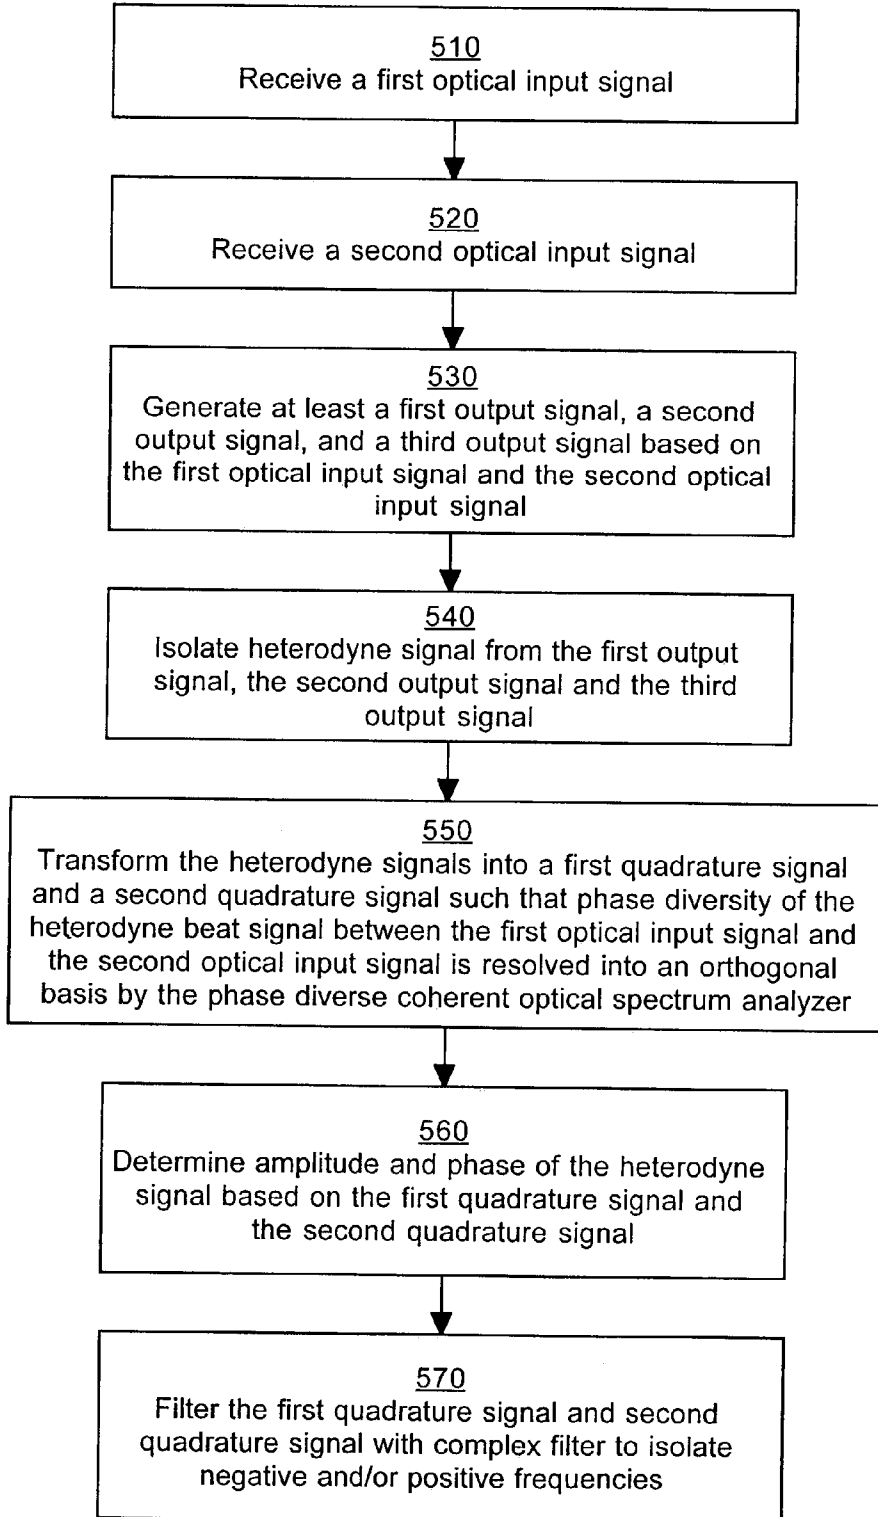 510
Receive a first optical input signal
520
Receive a second optical input signal
530
Generate at least a first output signal, a second
output signal, and a third output signal based on
the first optical input signal and the second optical
input signal
540
Isolate heterodyne signal from the first output
signal, the second output signal and the third
output signal
550
Transform the heterodyne signals into a first quadrature signal
and a second quadrature signal such that phase diversity of the
heterodyne beat signal between the first optical input signal and
the second optical input signal is resolved into an orthogonal
basis by the phase diverse coherent optical spectrum analyzer
560
Determine amplitude and phase of the heterodyne
signal based on the first quadrature signal and
the second quadrature signal
570
Filter the first quadrature signal and second
quadrature signal with complex filter to isolate
negative and/or positive frequencies